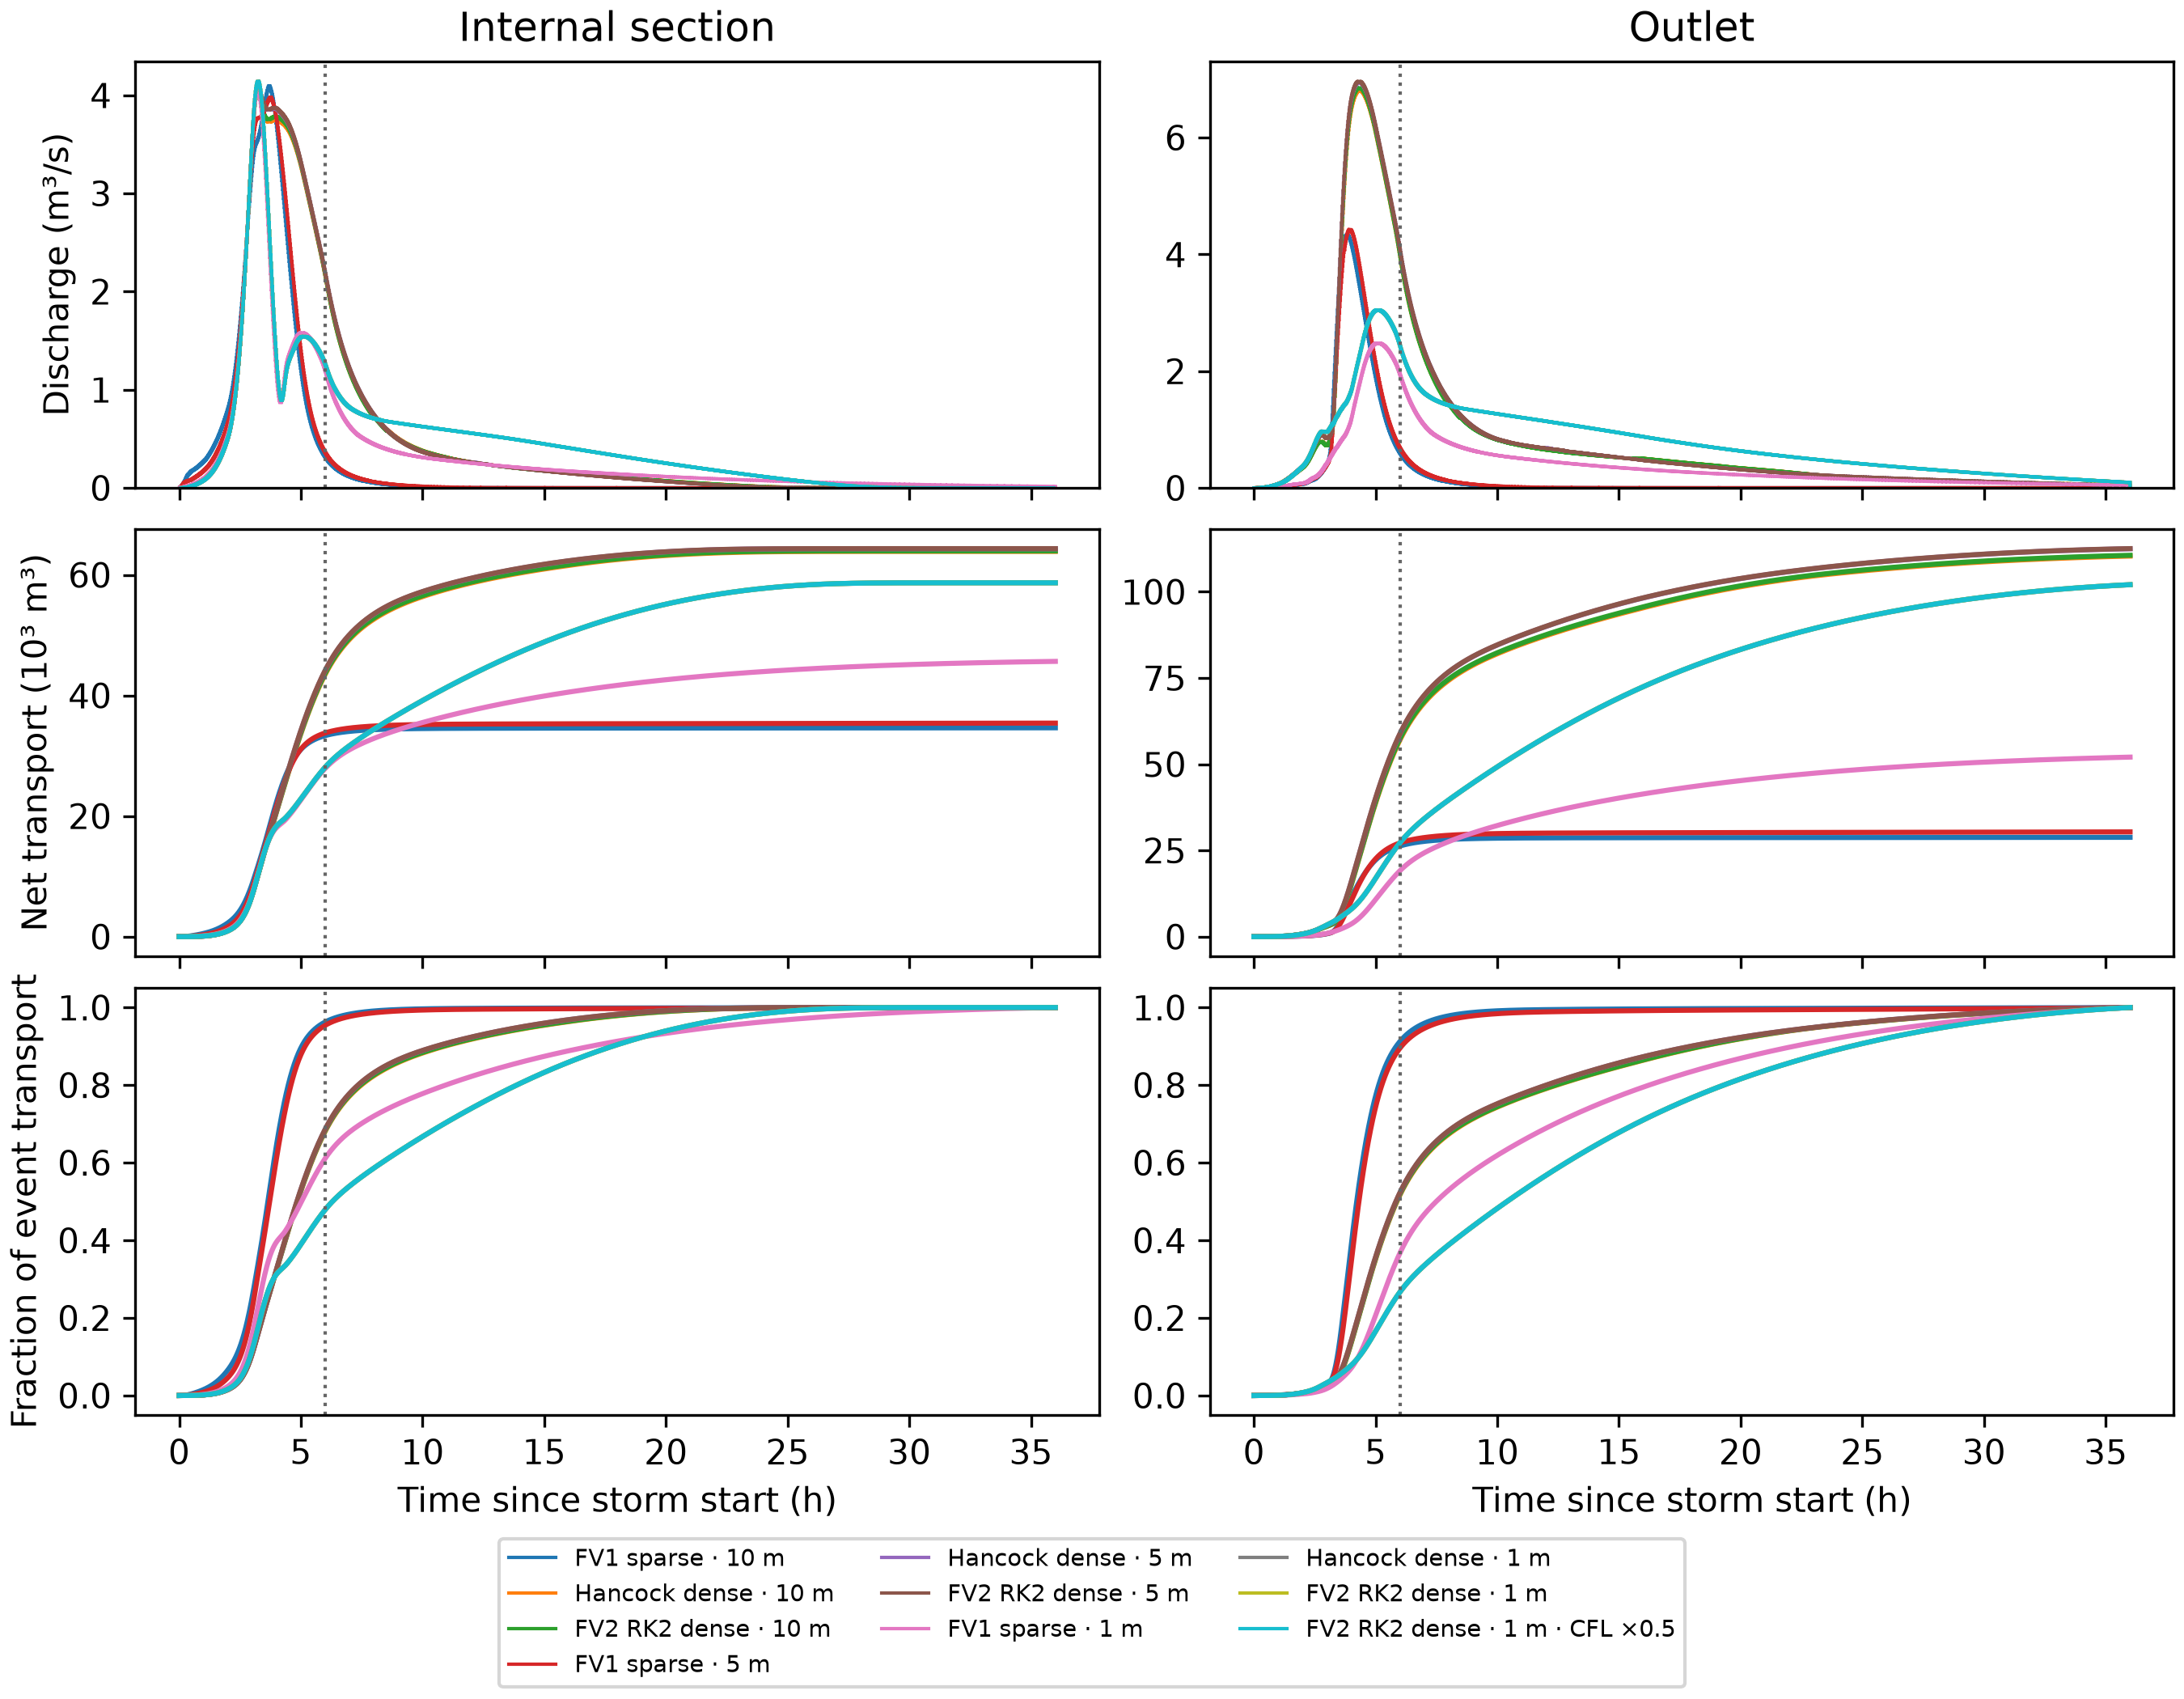 Internal section
Outlet
Discharge (m³/s)
4
3
2
1
0
6
4
2
0
Net transport (10³ m³)
60
40
20
0
100
75
50
25
0
Fraction of event transport
1.0
0.8
0.6
0.4
0.2
0.0
1.0
0.8
0.6
0.4
0.2
0.0
0 5 10 15 20 25 30 35
0 5 10 15 20 25 30 35
Time since storm start (h)
Time since storm start (h)
FV1 sparse · 10 m
Hancock dense · 10 m
FV2 RK2 dense · 10 m
FV1 sparse · 5 m
Hancock dense · 5 m
FV2 RK2 dense · 5 m
FV1 sparse · 1 m
Hancock dense · 1 m
FV2 RK2 dense · 1 m
FV2 RK2 dense · 1 m · CFL ×0.5